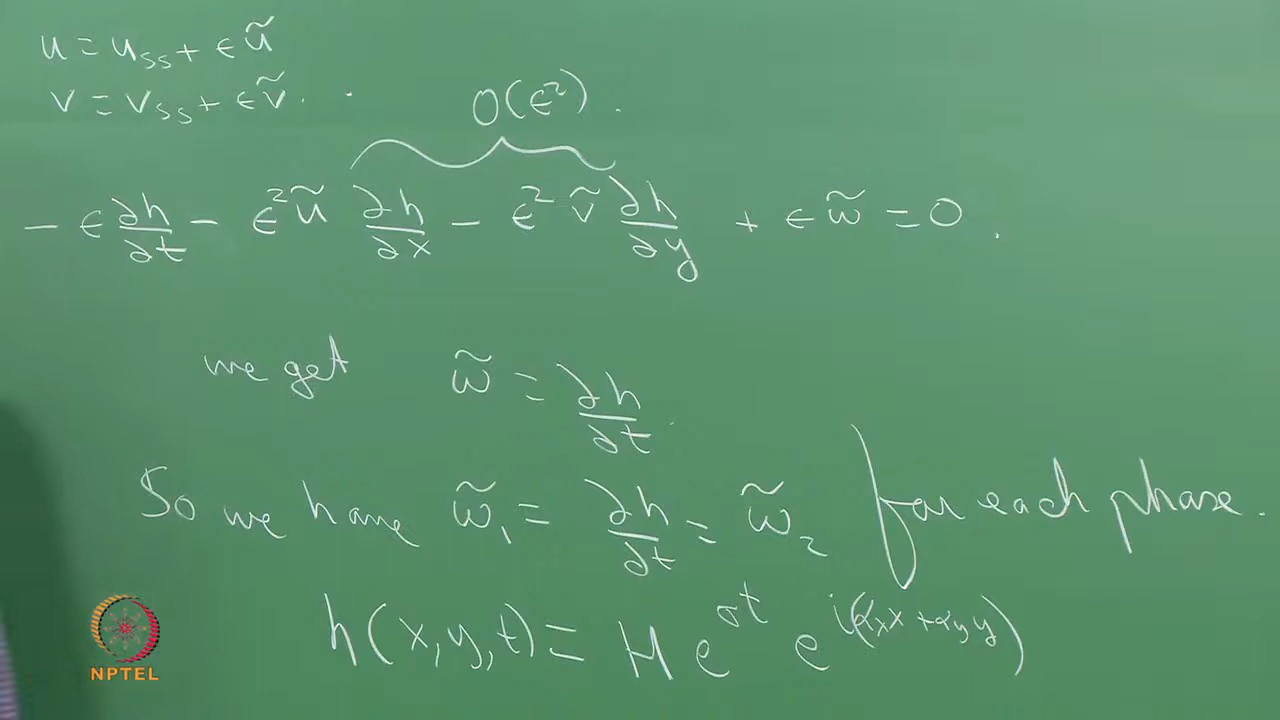 u = u_ss + ϵ ũ
v = v_ss + ϵ ṽ .
O(ϵ²) .
− ϵ ∂h/∂t − ϵ² ũ ∂h/∂x − ϵ² ṽ ∂h/∂y + ϵ w̃ = 0 .
we get w̃ = ∂h/∂t
So we have w̃₁ = ∂h/∂t = w̃₂ for each phase .
h(x,y,t) = H e^{σt} e^{i(α_x x + α_y y)}
NPTEL